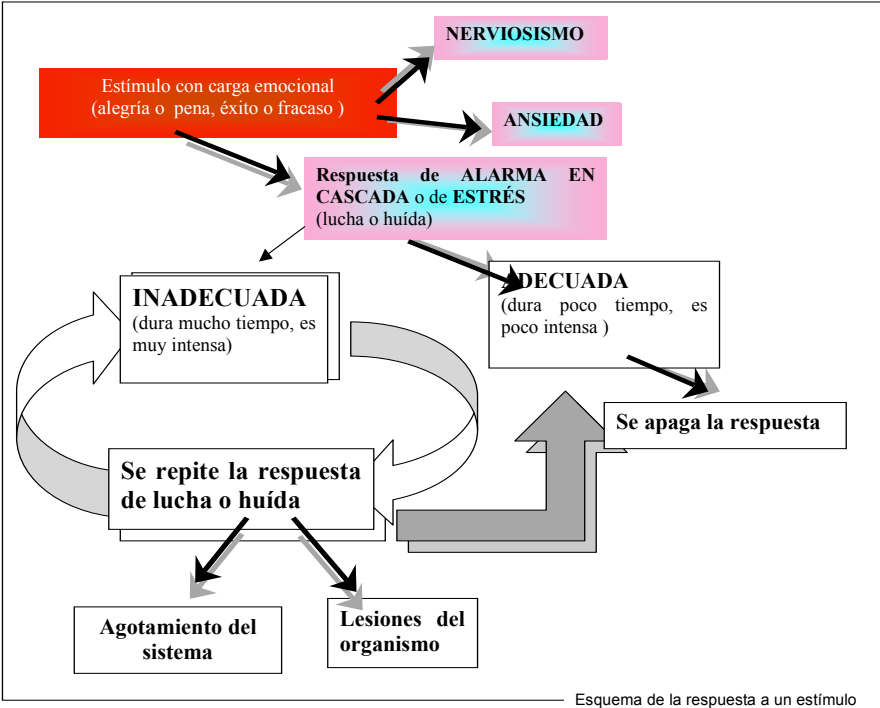 NERVIOSISMO
Estímulo con carga emocional
(alegría o pena, éxito o fracaso )
ANSIEDAD
Respuesta de ALARMA EN
CASCADA o de ESTRÉS
(lucha o huída)
INADECUADA
(dura mucho tiempo, es
muy intensa)
ADECUADA
(dura poco tiempo, es
poco intensa )
Se apaga la respuesta
Se repite la respuesta
de lucha o huída
Agotamiento del
sistema
Lesiones del
organismo
Esquema de la respuesta a un estímulo